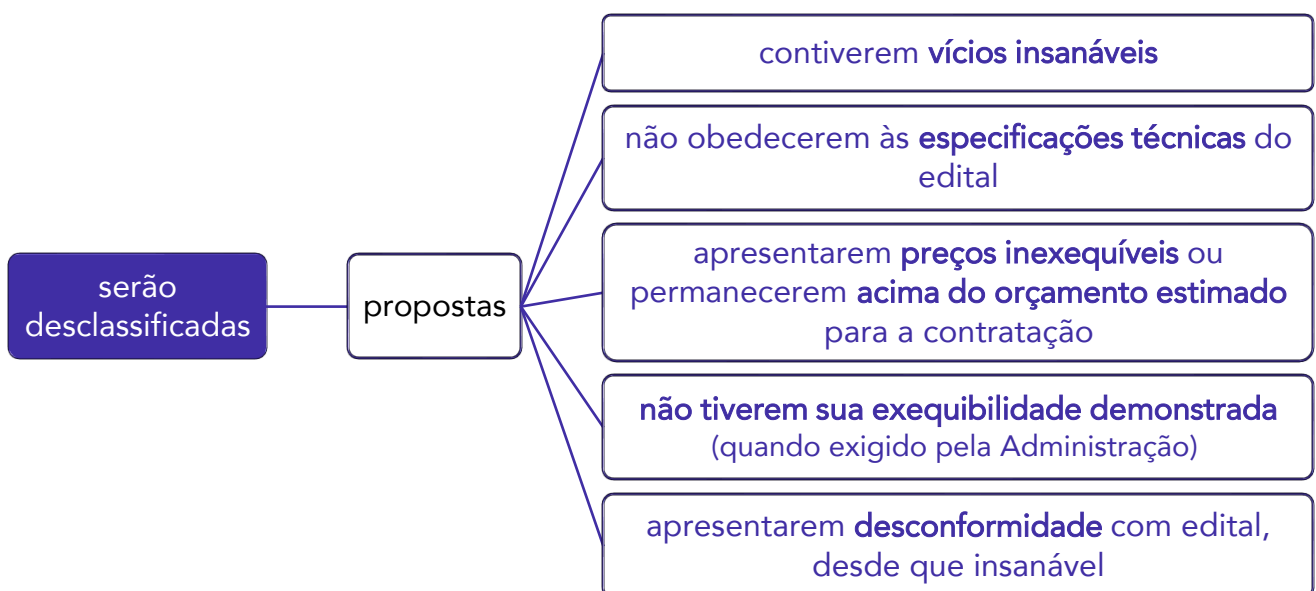 serão
desclassificadas
propostas
contiverem vícios insanáveis
não obedecerem às especificações técnicas do
edital
apresentarem preços inexequíveis ou
permanecerem acima do orçamento estimado
para a contratação
não tiverem sua exequibilidade demonstrada
(quando exigido pela Administração)
apresentarem desconformidade com edital,
desde que insanável